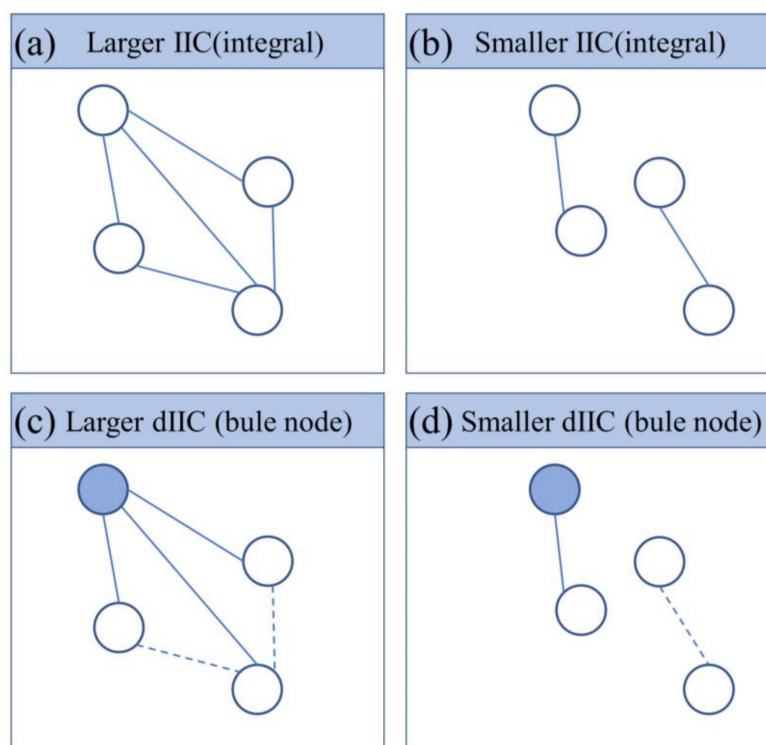 (a) Larger IIC(integral)
(b) Smaller IIC(integral)
(c) Larger dIIC (bule node)
(d) Smaller dIIC (bule node)